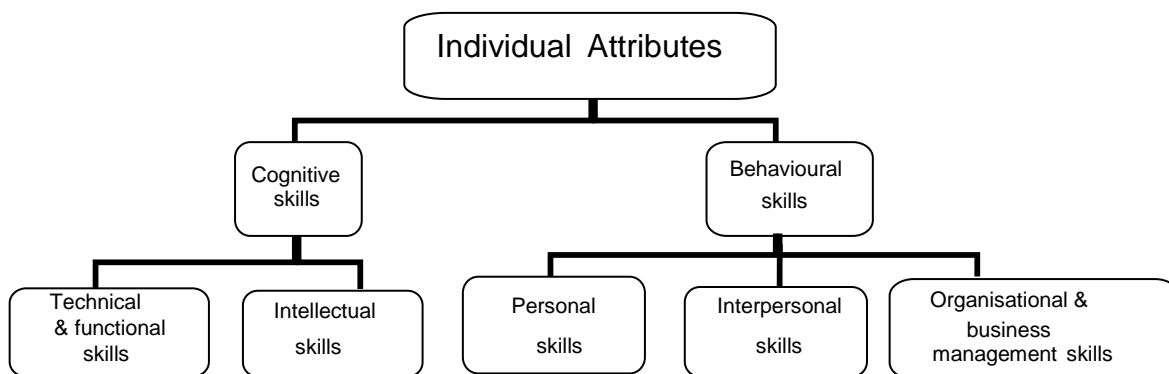 Individual Attributes
Cognitive
skills
Behavioural
skills
Technical
& functional
skills
Intellectual
skills
Personal
skills
Interpersonal
skills
Organisational &
business
management skills